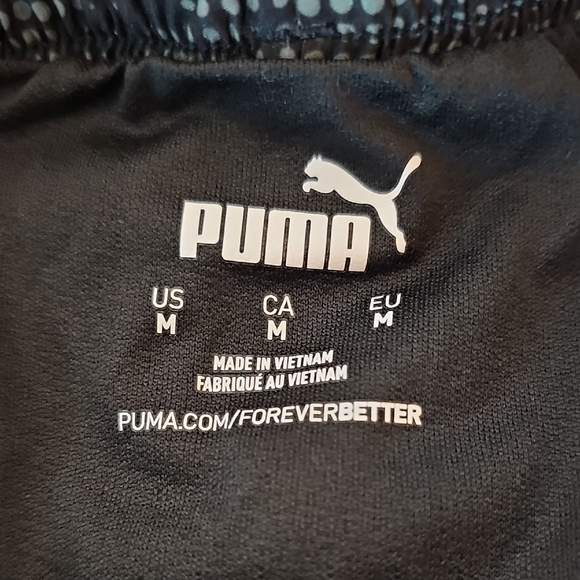 PUMA
US CA EU
M M M
MADE IN VIETNAM
FABRIQUÉ AU VIETNAM
PUMA.COM/FOREVERBETTER